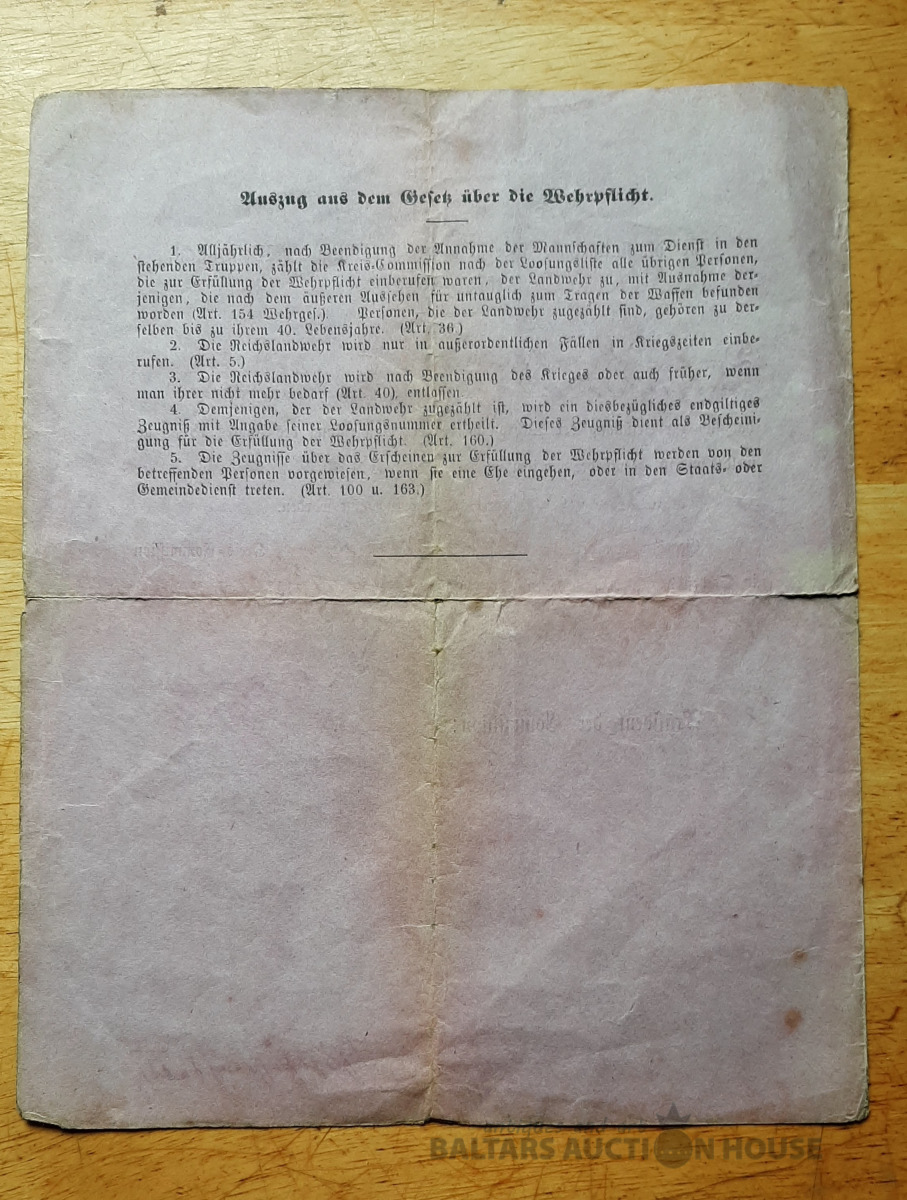 Auszug aus dem Gesetz über die Wehrpflicht.
1. Alljährlich, nach Beendigung der Annahme der Mannschaften zum Dienst in den
stehenden Truppen, zählt die Kreis-Commission nach der Loosungsliste alle übrigen Personen,
die zur Erfüllung der Wehrpflicht einberufen waren, der Landwehr zu, mit Ausnahme der-
jenigen, die nach dem äußeren Aussehen für untauglich zum Tragen der Waffen befunden
worden (Art. 154 Wehrges.). Personen, die der Landwehr zugezählt sind, gehören zu der-
selben bis zu ihrem 40. Lebensjahre. (Art. 36.)
2. Die Reichslandwehr wird nur in außerordentlichen Fällen in Kriegszeiten einbe-
rufen. (Art. 5.)
3. Die Reichslandwehr wird nach Beendigung des Krieges oder auch früher, wenn
man ihrer nicht mehr bedarf (Art. 40), entlassen.
4. Demjenigen, der der Landwehr zugezählt ist, wird ein diesbezügliches endgiltiges
Zeugniß mit Angabe seiner Loosungsnummer ertheilt. Dieses Zeugniß dient als Bescheini-
gung für die Erfüllung der Wehrpflicht. (Art. 160.)
5. Die Zeugnisse über das Erscheinen zur Erfüllung der Wehrpflicht werden von den
betreffenden Personen vorgewiesen, wenn sie eine Ehe eingehen, oder in den Staats- oder
Gemeindedienst treten. (Art. 100 u. 163.)
BALTARS AUCTION HOUSE